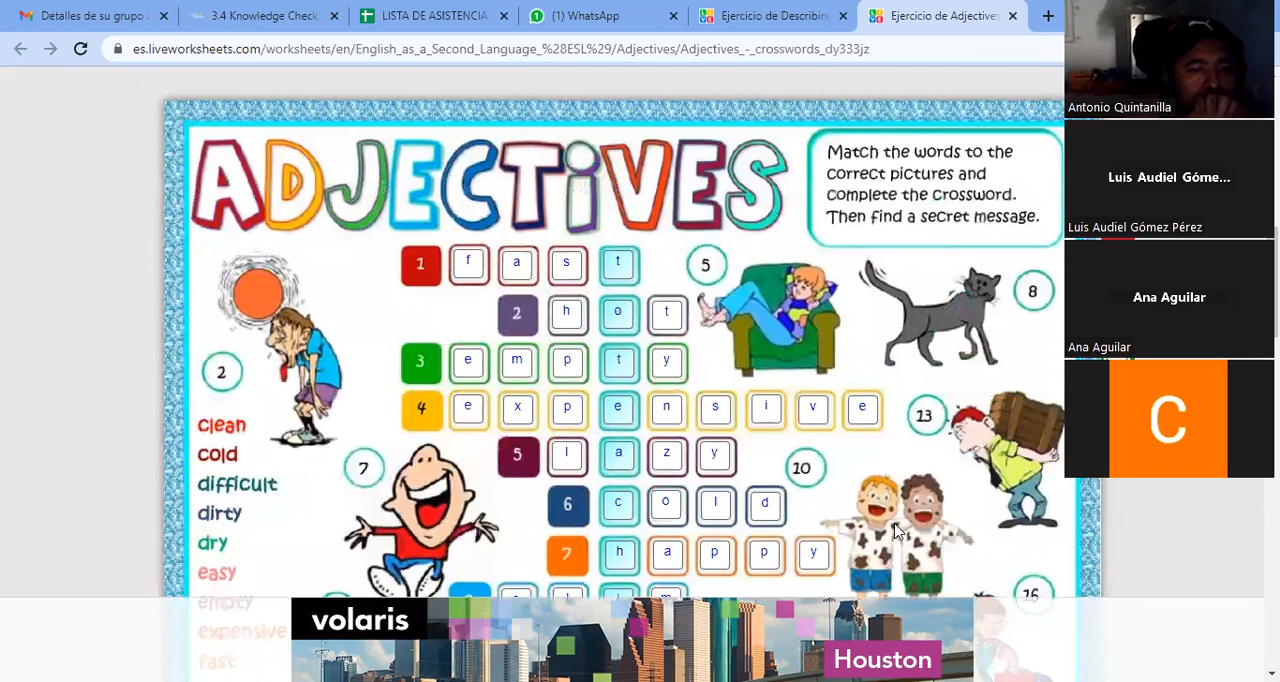 Detalles de su grupo a
3.4 Knowledge Check.
LISTA DE ASISTENCIA
(1) WhatsApp
Ejercicio de Describin
Ejercicio de Adjectives
es.liveworksheets.com/worksheets/en/English_as_a_Second_Language_%28ESL%29/Adjectives/Adjectives_-_crosswords_dy333jz
Antonio Quintanilla
Luis Audiel Góme...
Luis Audiel Gómez Pérez
Ana Aguilar
Ana Aguilar
C
ADJECTIVES
Match the words to the
correct pictures and
complete the crossword.
Then find a secret message.
1 f a s t
2 h o t
3 e m p t y
4 e x p e n s i v e
5 l a z y
6 c o l d
7 h a p p y
5
8
2
13
7
10
16
clean
cold
difficult
dirty
dry
easy
empty
expensive
fast
volaris
Houston